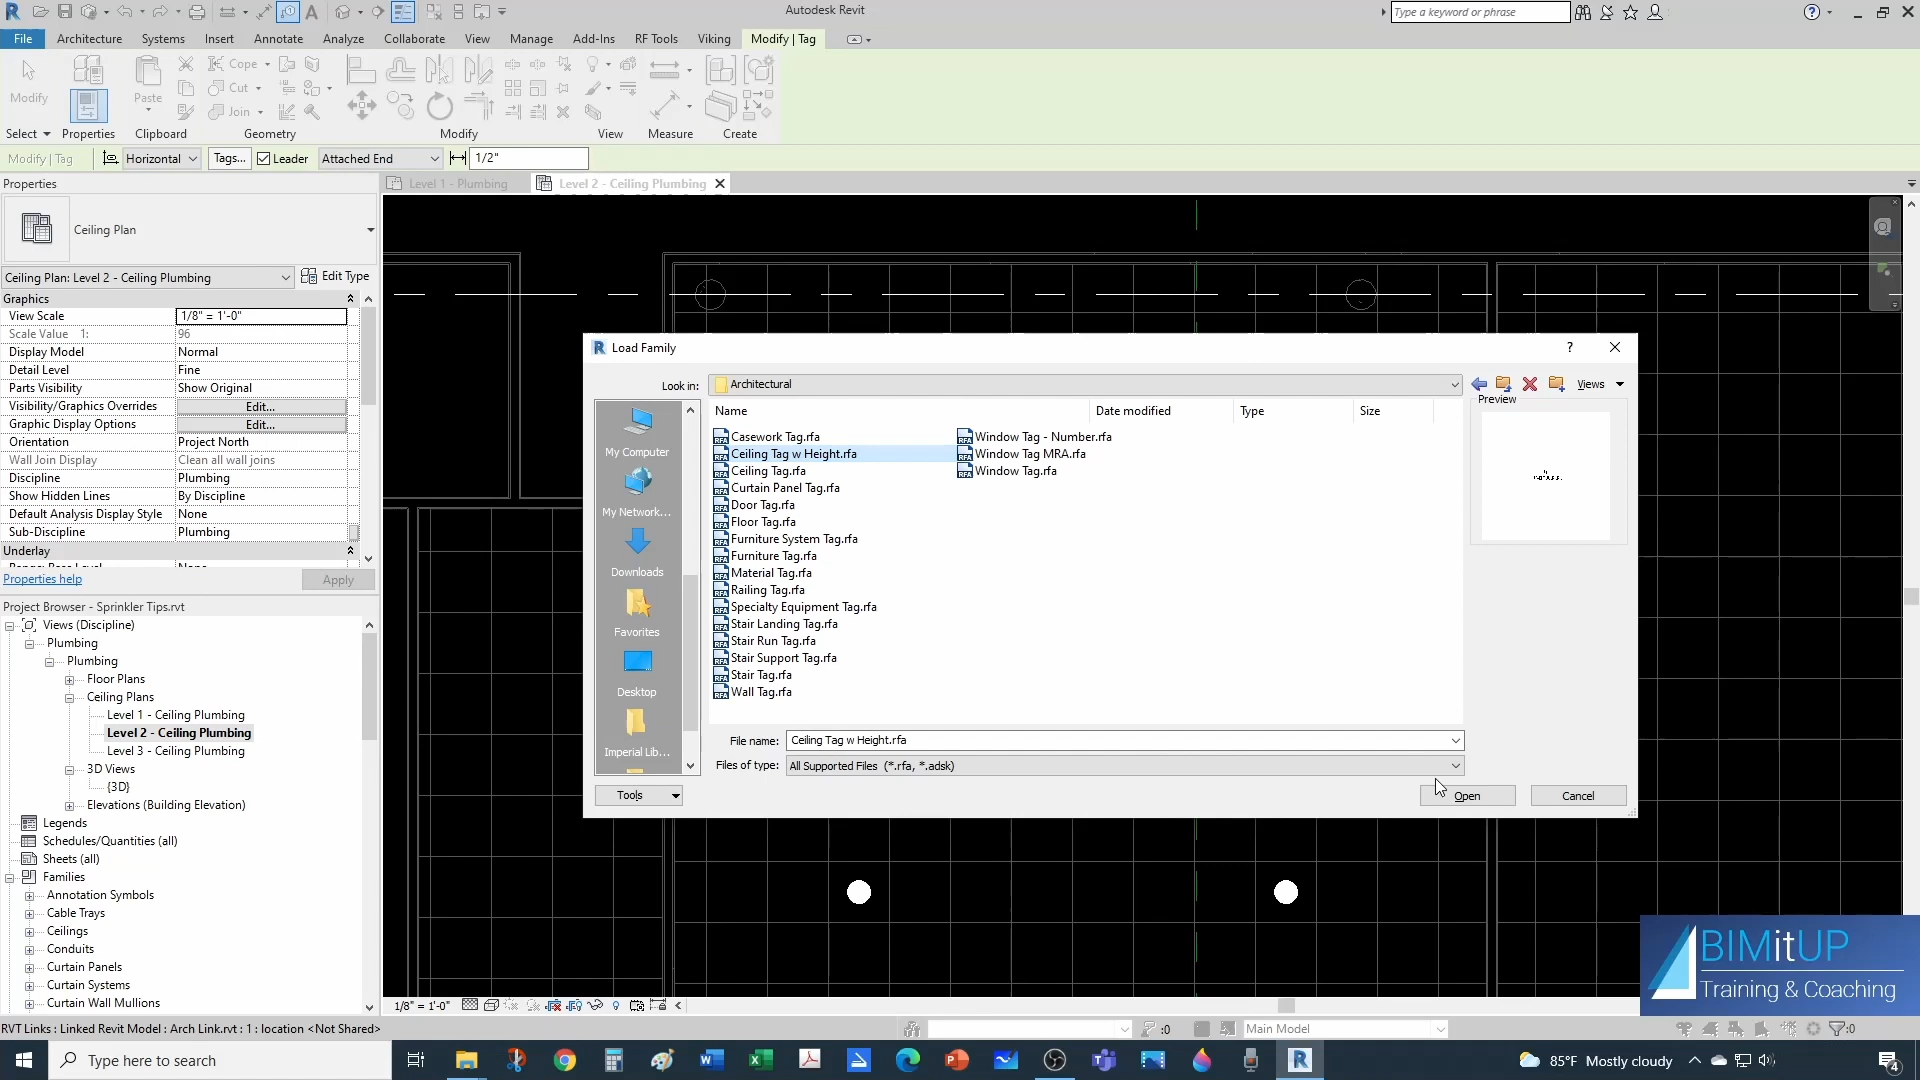 Autodesk Revit
Type a keyword or phrase
File Architecture Systems Insert Annotate Analyze Collaborate View Manage Add-Ins RF Tools Viking Modify | Tag
Cope
Cut
Join
Modify
Paste
Select Properties Clipboard Geometry Modify View Measure Create
Modify | Tag Horizontal Tags... Leader Attached End 1/2"
Properties
Level 1 - Plumbing
Level 2 - Ceiling Plumbing
Ceiling Plan
Ceiling Plan: Level 2 - Ceiling Plumbing Edit Type
Graphics
View Scale 1/8" = 1'-0"
Scale Value 1: 96
Display Model Normal
Detail Level Fine
Parts Visibility Show Original
Visibility/Graphics Overrides Edit...
Graphic Display Options Edit...
Orientation Project North
Wall Join Display Clean all wall joins
Discipline Plumbing
Show Hidden Lines By Discipline
Default Analysis Display Style None
Sub-Discipline Plumbing
Underlay
Properties help Apply
Project Browser - Sprinkler Tips.rvt
Views (Discipline)
Plumbing
Plumbing
Floor Plans
Ceiling Plans
Level 1 - Ceiling Plumbing
Level 2 - Ceiling Plumbing
Level 3 - Ceiling Plumbing
3D Views
{3D}
Elevations (Building Elevation)
Legends
Schedules/Quantities (all)
Sheets (all)
Families
Annotation Symbols
Cable Trays
Ceilings
Conduits
Curtain Panels
Curtain Systems
Curtain Wall Mullions
Load Family
?
Look in: Architectural Views
Preview
My Computer
My Network...
Downloads
Favorites
Desktop
Imperial Lib...
Name Date modified Type Size
Casework Tag.rfa
Ceiling Tag w Height.rfa
Ceiling Tag.rfa
Curtain Panel Tag.rfa
Door Tag.rfa
Floor Tag.rfa
Furniture System Tag.rfa
Furniture Tag.rfa
Material Tag.rfa
Railing Tag.rfa
Specialty Equipment Tag.rfa
Stair Landing Tag.rfa
Stair Run Tag.rfa
Stair Support Tag.rfa
Stair Tag.rfa
Wall Tag.rfa
Window Tag - Number.rfa
Window Tag MRA.rfa
Window Tag.rfa
File name: Ceiling Tag w Height.rfa
Files of type: All Supported Files (*.rfa, *.adsk)
Tools Open Cancel
BIMitUP
Training & Coaching
1/8" = 1'-0"
RVT Links : Linked Revit Model : Arch Link.rvt : 1 : location <Not Shared>
:0 Main Model :0
Type here to search
85°F Mostly cloudy
4